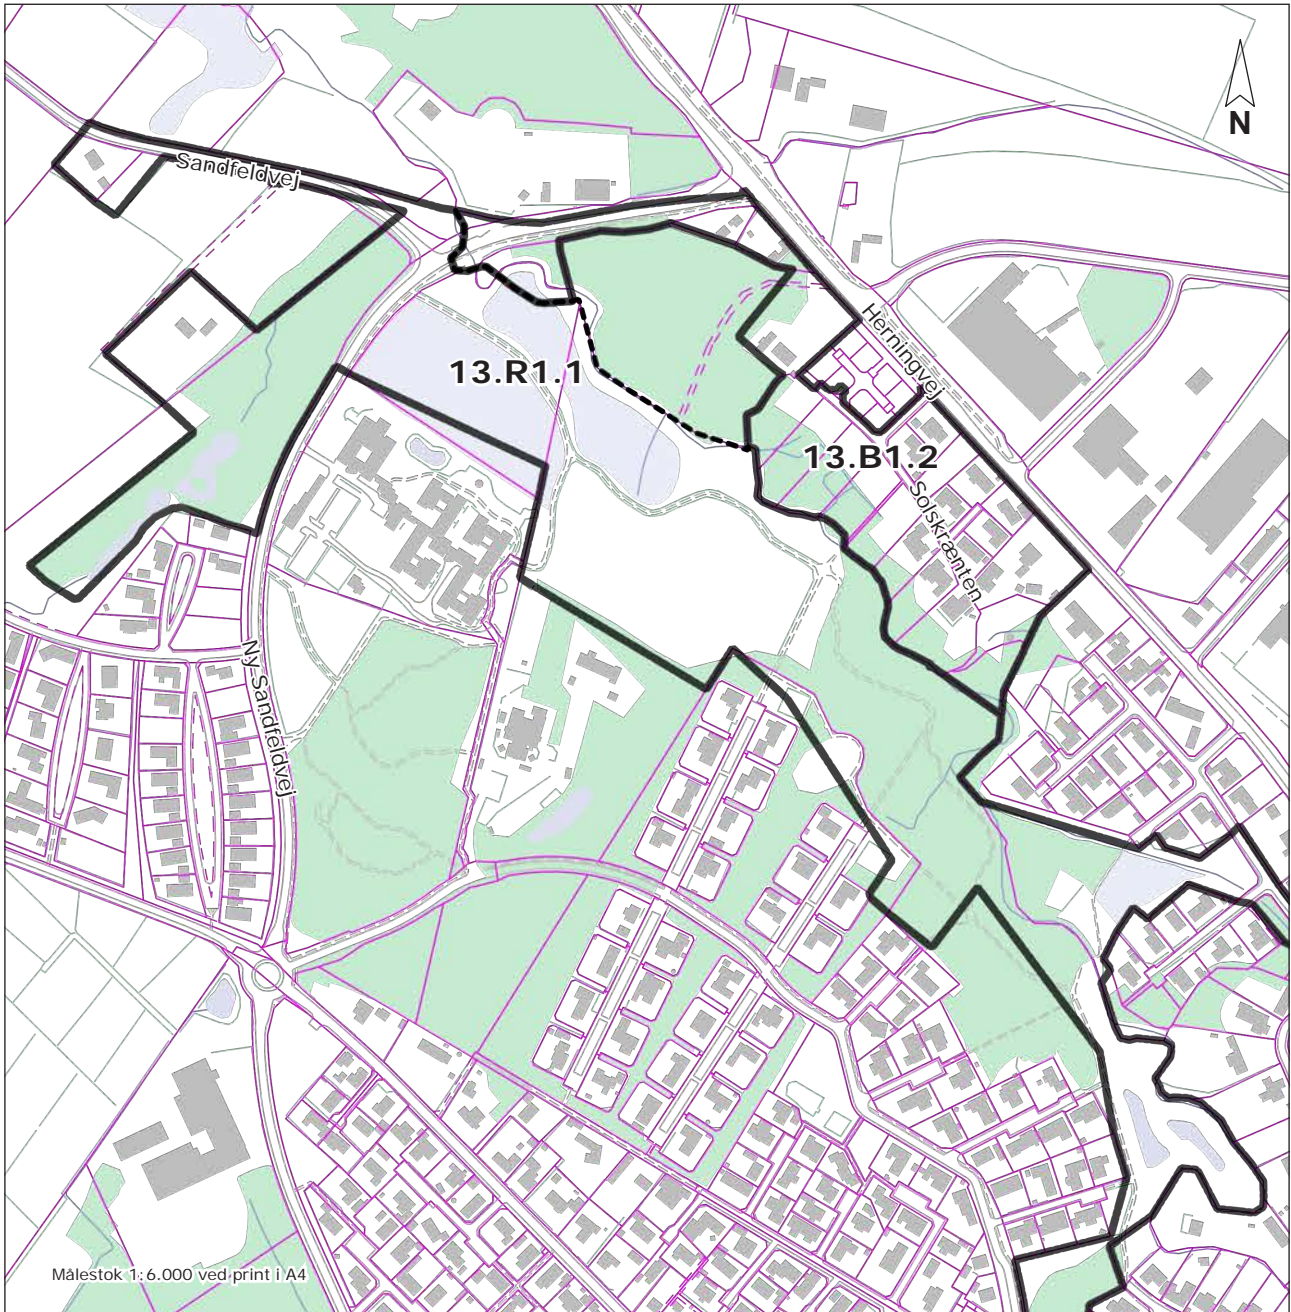 N
Sandfeldvej
Herningvej
13.R1.1
13.B1.2
Solskrænten
Ny Sandfeldvej
Målestok 1:6.000 ved print i A4